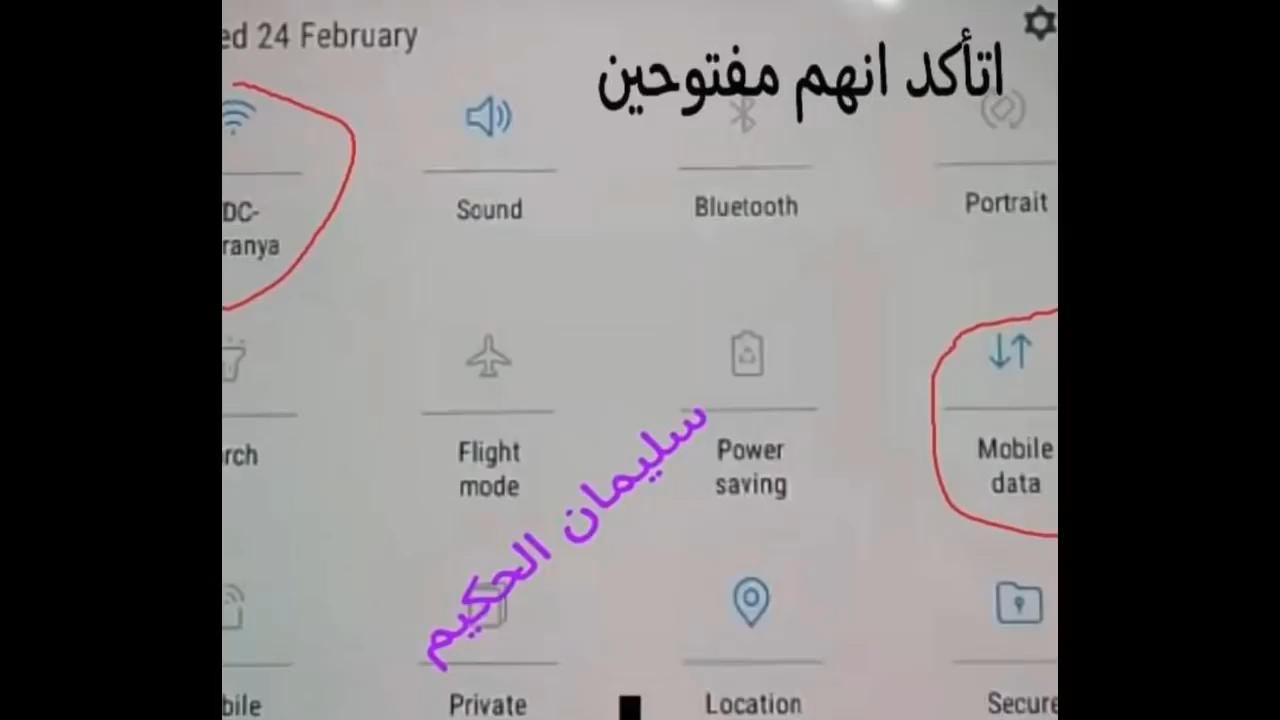 ed 24 February
اتأكد انهم مفتوحين
DC-
ranya
Sound
Bluetooth
Portrait
rch
Flight
mode
Power
saving
Mobile
data
سليمان الحكيم
bile
Private
Location
Secure